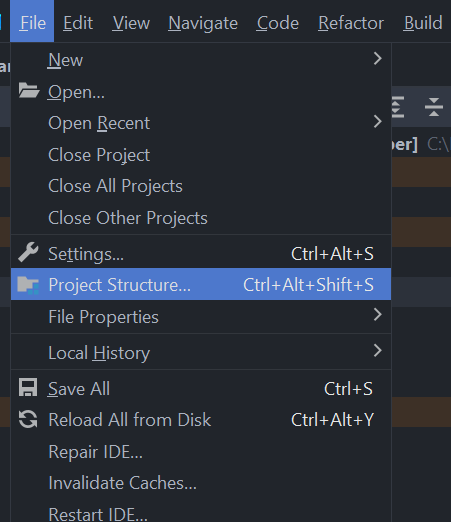 File Edit View Navigate Code Refactor Build
New
Open...
Open Recent
per] C:\
Close Project
Close All Projects
Close Other Projects
Settings... Ctrl+Alt+S
Project Structure... Ctrl+Alt+Shift+S
File Properties
Local History
Save All Ctrl+S
Reload All from Disk Ctrl+Alt+Y
Repair IDE...
Invalidate Caches...
Restart IDE...